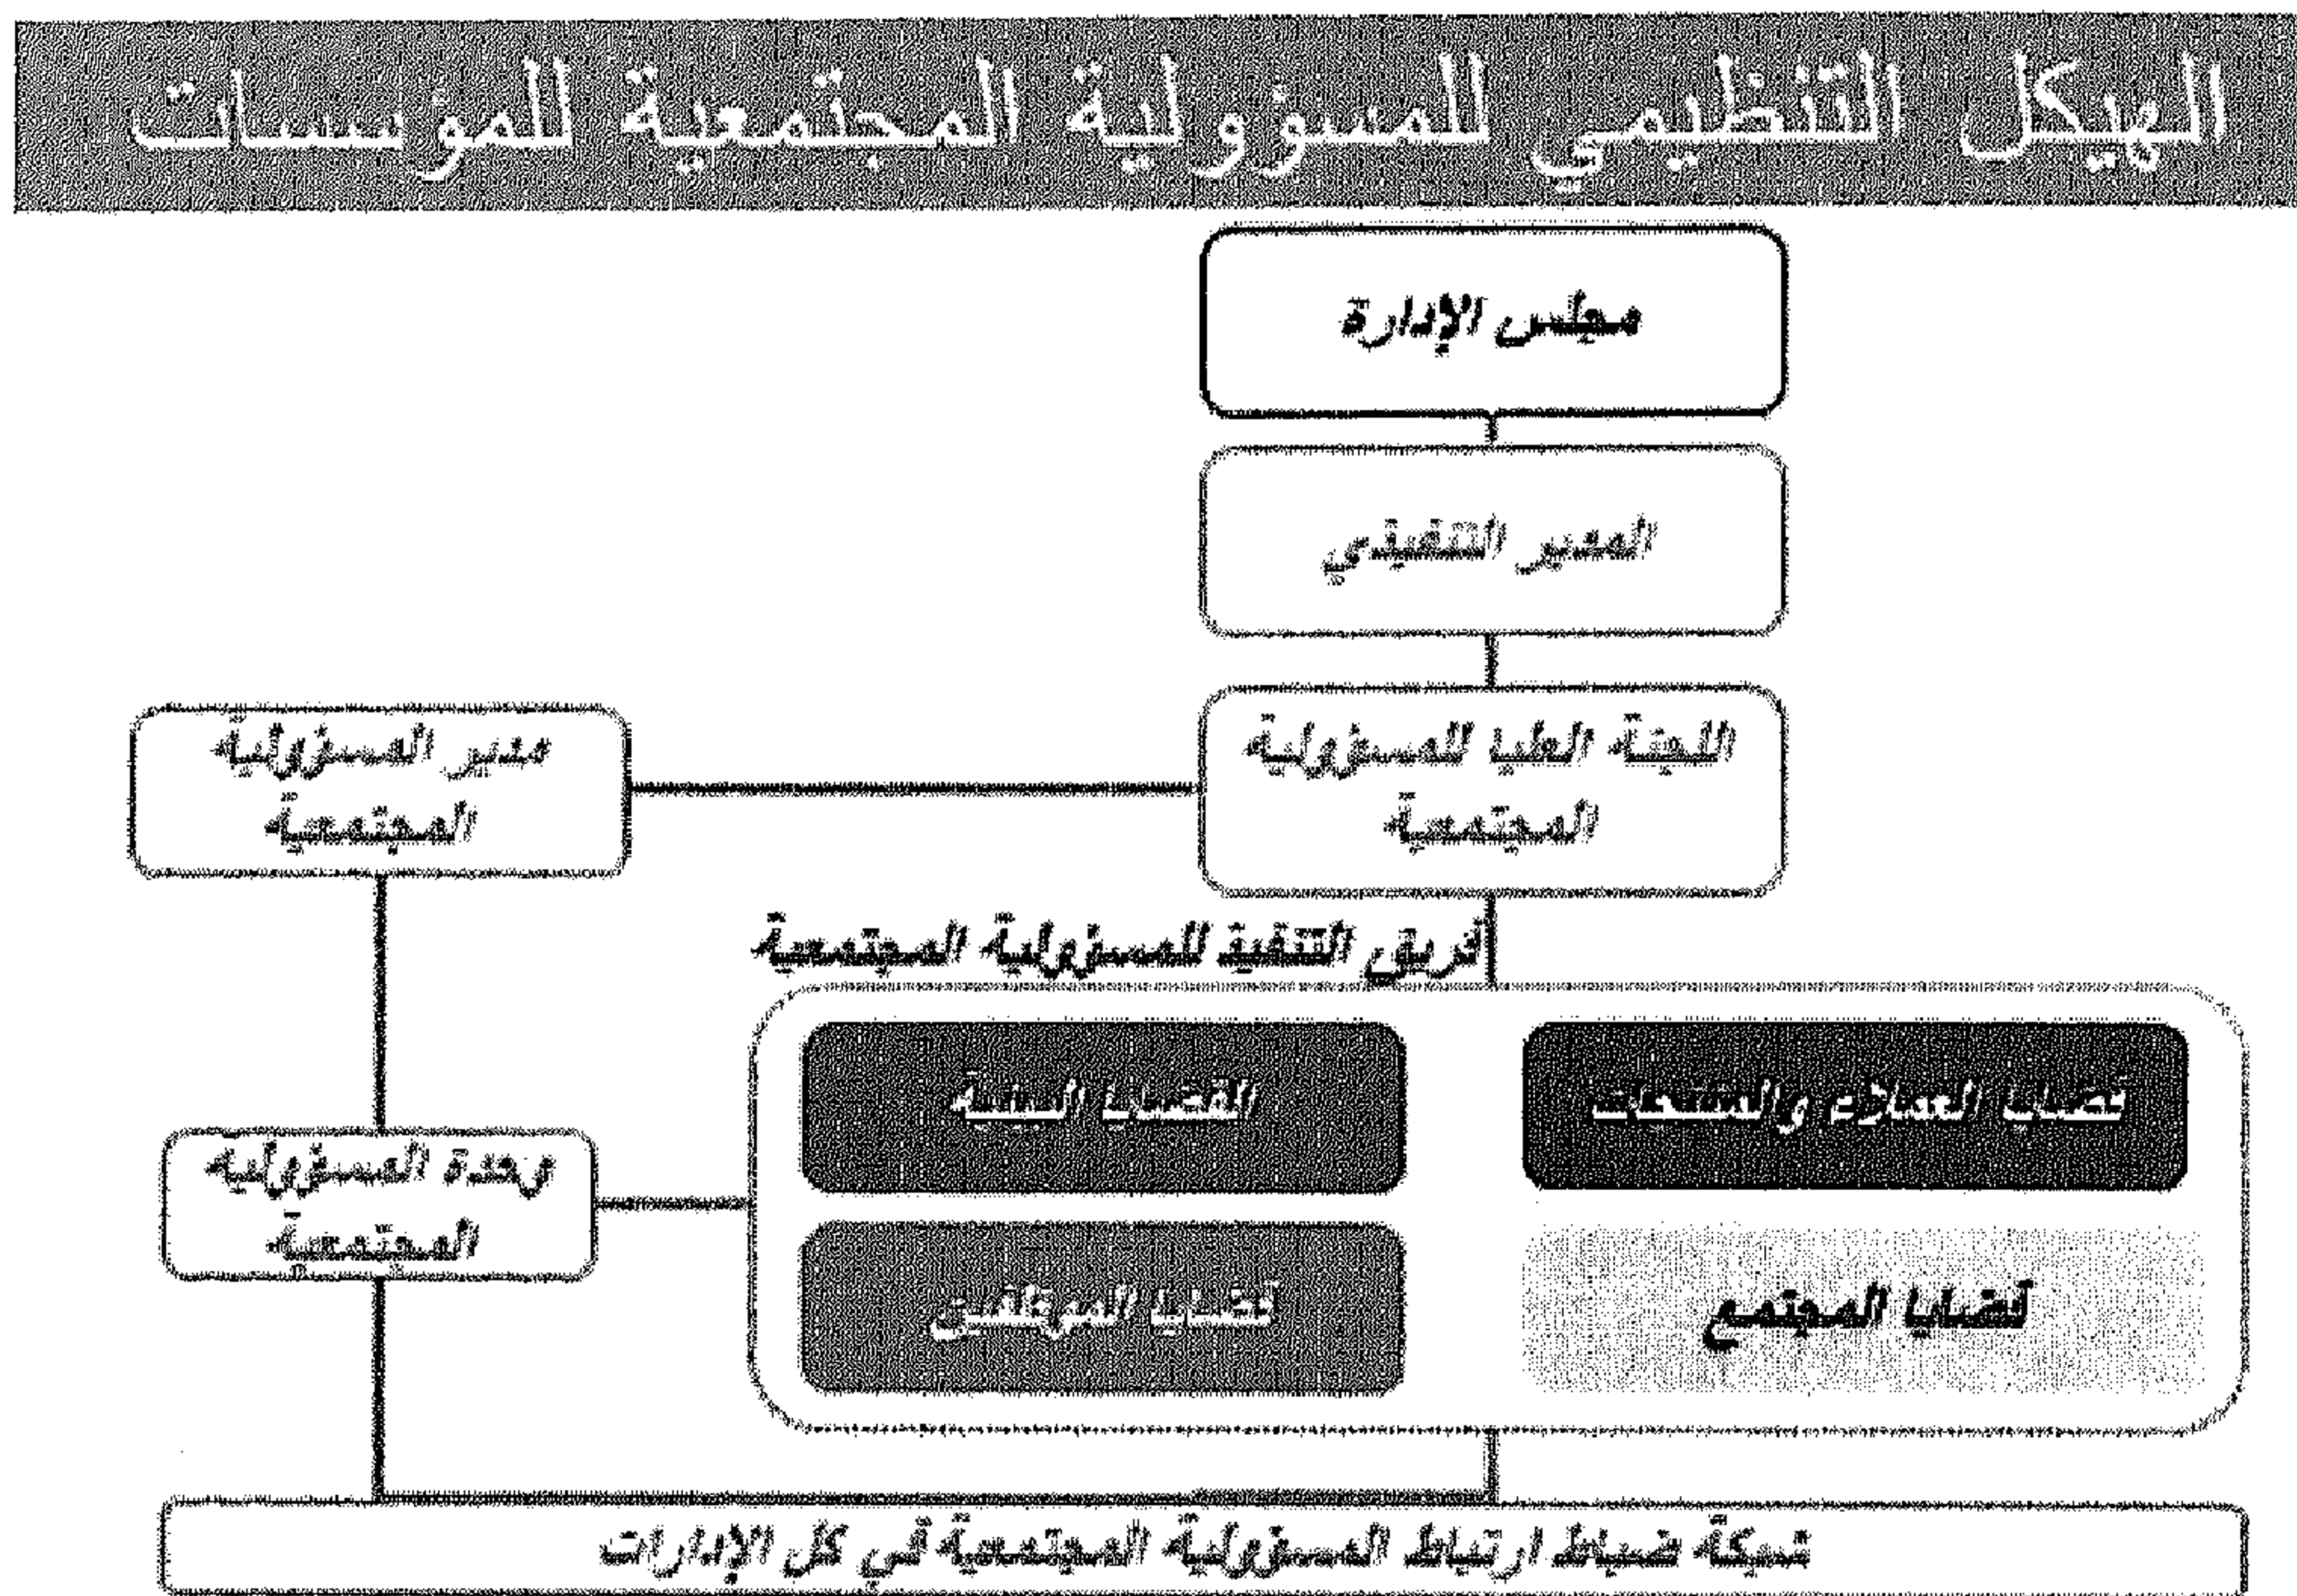 الهيكل التنظيمي للمسؤولية المجتمعية للمؤسسات
مجلس الإدارة
المدير التنفيذي
اللجنة العليا للمسؤولية
المجتمعية
مدير المسؤولية
المجتمعية
فريق التنفيذ للمسؤولية المجتمعية
قضايا العملاء والمنتجات
القضايا البيئية
وحدة المسؤولية
المجتمعية
قضايا المجتمع
قضايا الموظفين
شبكة ضباط ارتباط المسؤولية المجتمعية في كل الإدارات